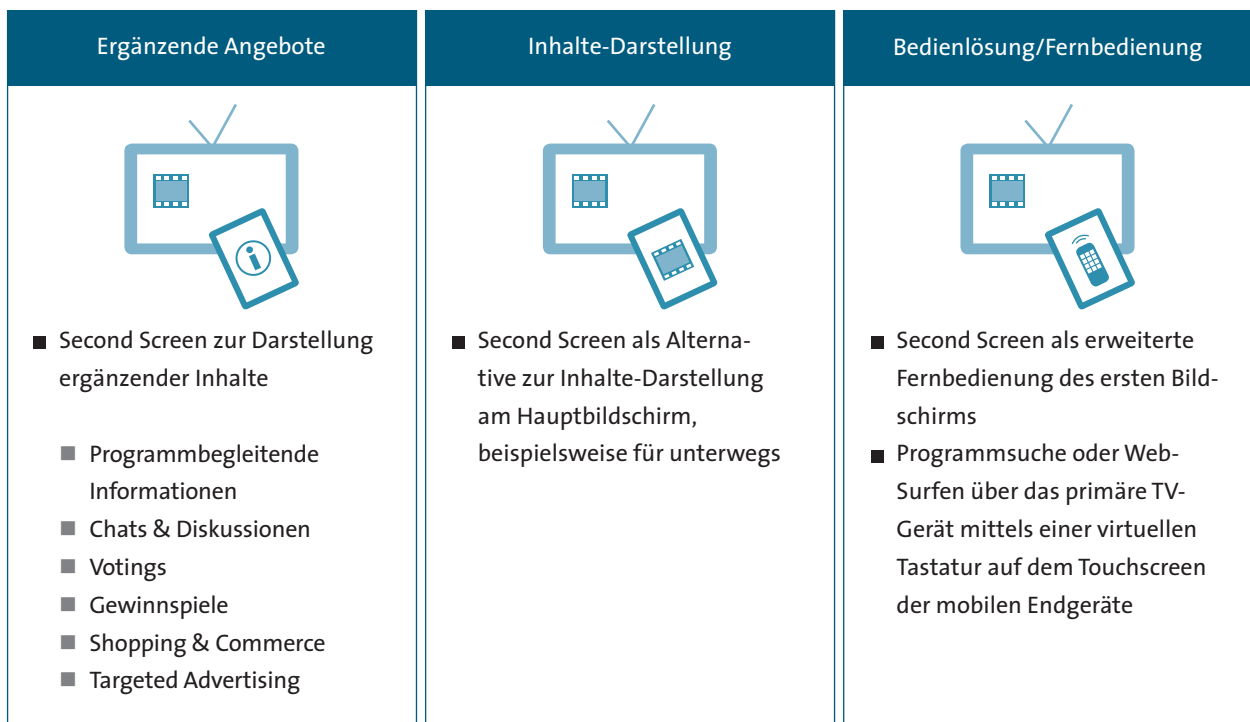 Ergänzende Angebote
Second Screen zur Darstellung
ergänzender Inhalte
Programmbegleitende
Informationen
Chats & Diskussionen
Votings
Gewinnspiele
Shopping & Commerce
Targeted Advertising
Inhalte-Darstellung
Second Screen als Alterna-
tive zur Inhalte-Darstellung
am Hauptbildschirm,
beispielsweise für unterwegs
Bedienlösung/Fernbedienung
Second Screen als erweiterte
Fernbedienung des ersten Bild-
schirms
Programmsuche oder Web-
Surfen über das primäre TV-
Gerät mittels einer virtuellen
Tastatur auf dem Touchscreen
der mobilen Endgeräte